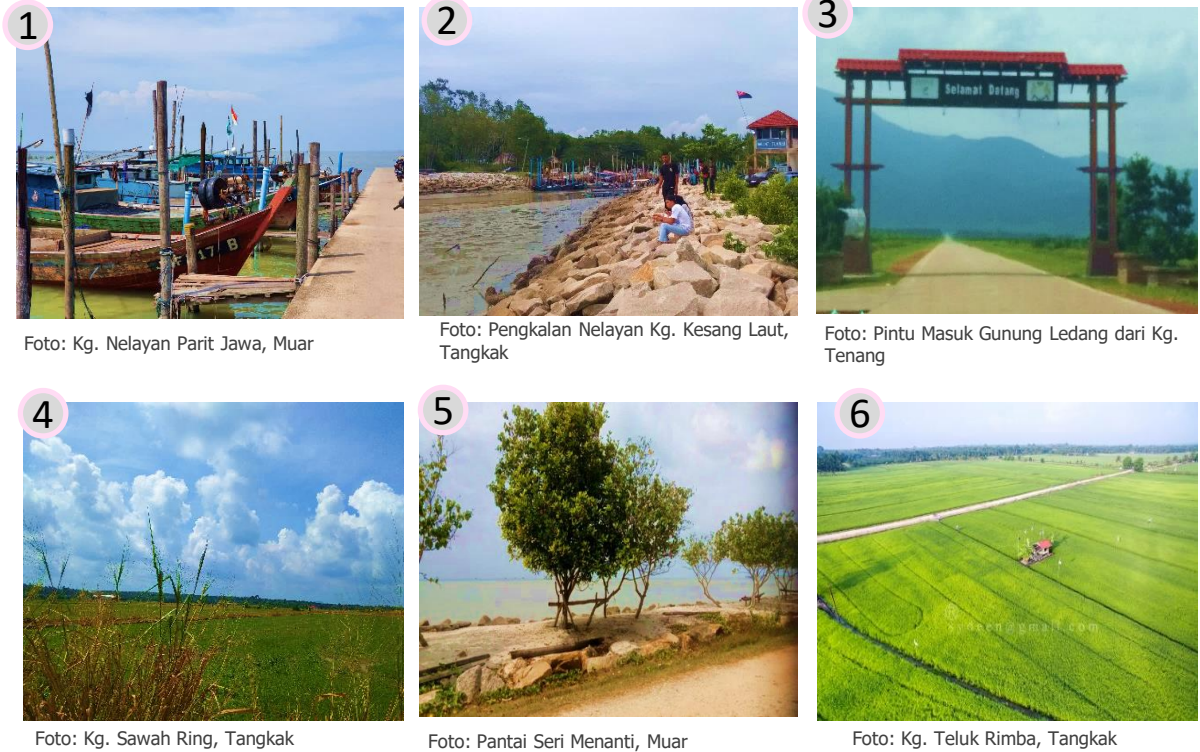 1
2
3
Selamat Datang
17/B
Foto: Kg. Nelayan Parit Jawa, Muar
Foto: Pengkalan Nelayan Kg. Kesang Laut,
Tangkak
Foto: Pintu Masuk Gunung Ledang dari Kg.
Tenang
4
5
6
@gmail.com
Foto: Kg. Sawah Ring, Tangkak
Foto: Pantai Seri Menanti, Muar
Foto: Kg. Teluk Rimba, Tangkak